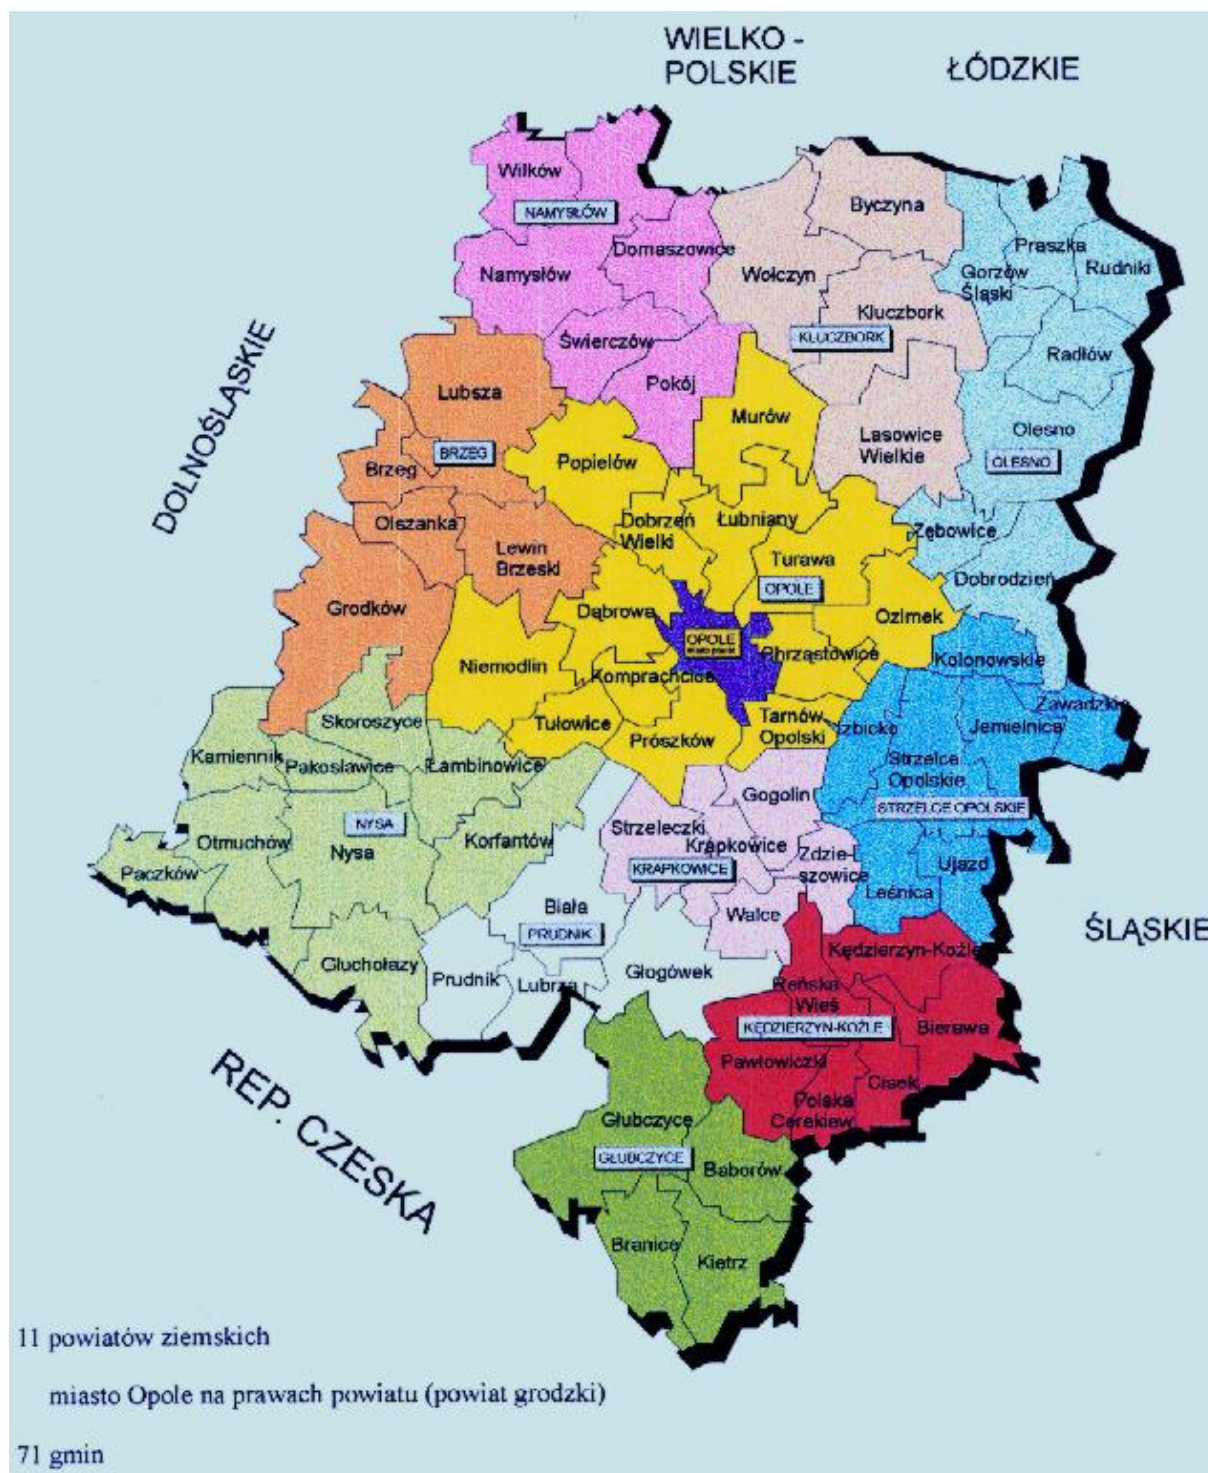 WIELKO -
POLSKIE
ŁÓDZKIE
Wilków
NAMYSŁÓW
Byczyna
Domaszowice
Praszka
Namysłów
Wołczyn
Gorzów
Śląski
Rudniki
Kluczbork
KLUCZBORK
Świerczów
Radłów
DOLNOŚLĄSKIE
Pokój
Lubsza
Murów
Olesno
Lasowice
Wielkie
BRZEG
Brzeg
Popielów
OLESNO
Olszanka
Dobrzeń
Wielki
Łubniany
Zębowice
Lewin
Brzeski
Turawa
Dobrodzień
OPOLE
Grodków
Dąbrowa
Ozimek
OPOLE
miasto powiat
Niemodlin
Komprachcice
Chrząstowice
Kolonowskie
Zawadzkie
Skoroszyce
Tułowice
Prószków
Tarnów
Opolski
Izbicko
Jemielnica
Kamiennik
Pakosławice
Łambinowice
Strzelce
Opolskie
Gogolin
STRZELCE OPOLSKIE
NYSA
Strzeleczki
Otmuchów
Nysa
Korfantów
Krapkowice
Zdzie-
szowice
Ujazd
Paczków
KRAPKOWICE
Leśnica
Biała
Walce
PRUDNIK
ŚLĄSKIE
Kędzierzyn-Koźle
Głuchołazy
Prudnik
Lubrza
Głogówek
Reńska
Wieś
KĘDZIERZYN-KOŹLE
Bierawa
Pawłowiczki
Cisek
REP. CZESKA
Polska
Cerekiew
Głubczyce
GŁUBCZYCE
Baborów
Branice
Kietrz
11 powiatów ziemskich
miasto Opole na prawach powiatu (powiat grodzki)
71 gmin